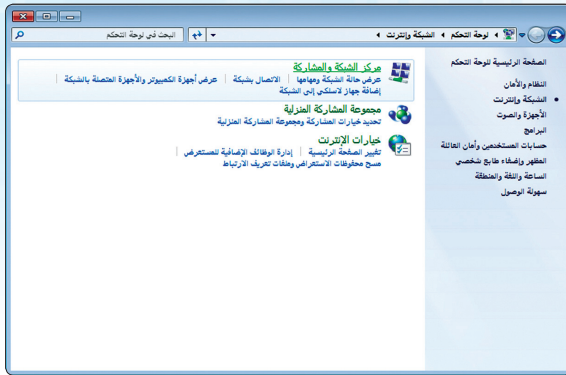 لوحة التحكم
الشبكة وإنترنت
البحث في لوحة التحكم
الصفحة الرئيسية للوحة التحكم
النظام والأمان
الشبكة وإنترنت
الأجهزة والصوت
البرامج
حسابات المستخدمين وأمان العائلة
المظهر وإضفاء طابع شخصي
الساعة واللغة والمنطقة
سهولة الوصول
مركز الشبكة والمشاركة
عرض حالة الشبكة ومهامها | الاتصال بشبكة | عرض أجهزة الكمبيوتر والأجهزة المتصلة بالشبكة
إضافة جهاز لاسلكي إلى الشبكة
مجموعة المشاركة المنزلية
تحديد خيارات المشاركة ومجموعة المشاركة المنزلية
خيارات الإنترنت
تغيير الصفحة الرئيسية | إدارة الوظائف الإضافية للمستعرض |
مسح محفوظات الاستعراض وملفات تعريف الارتباط